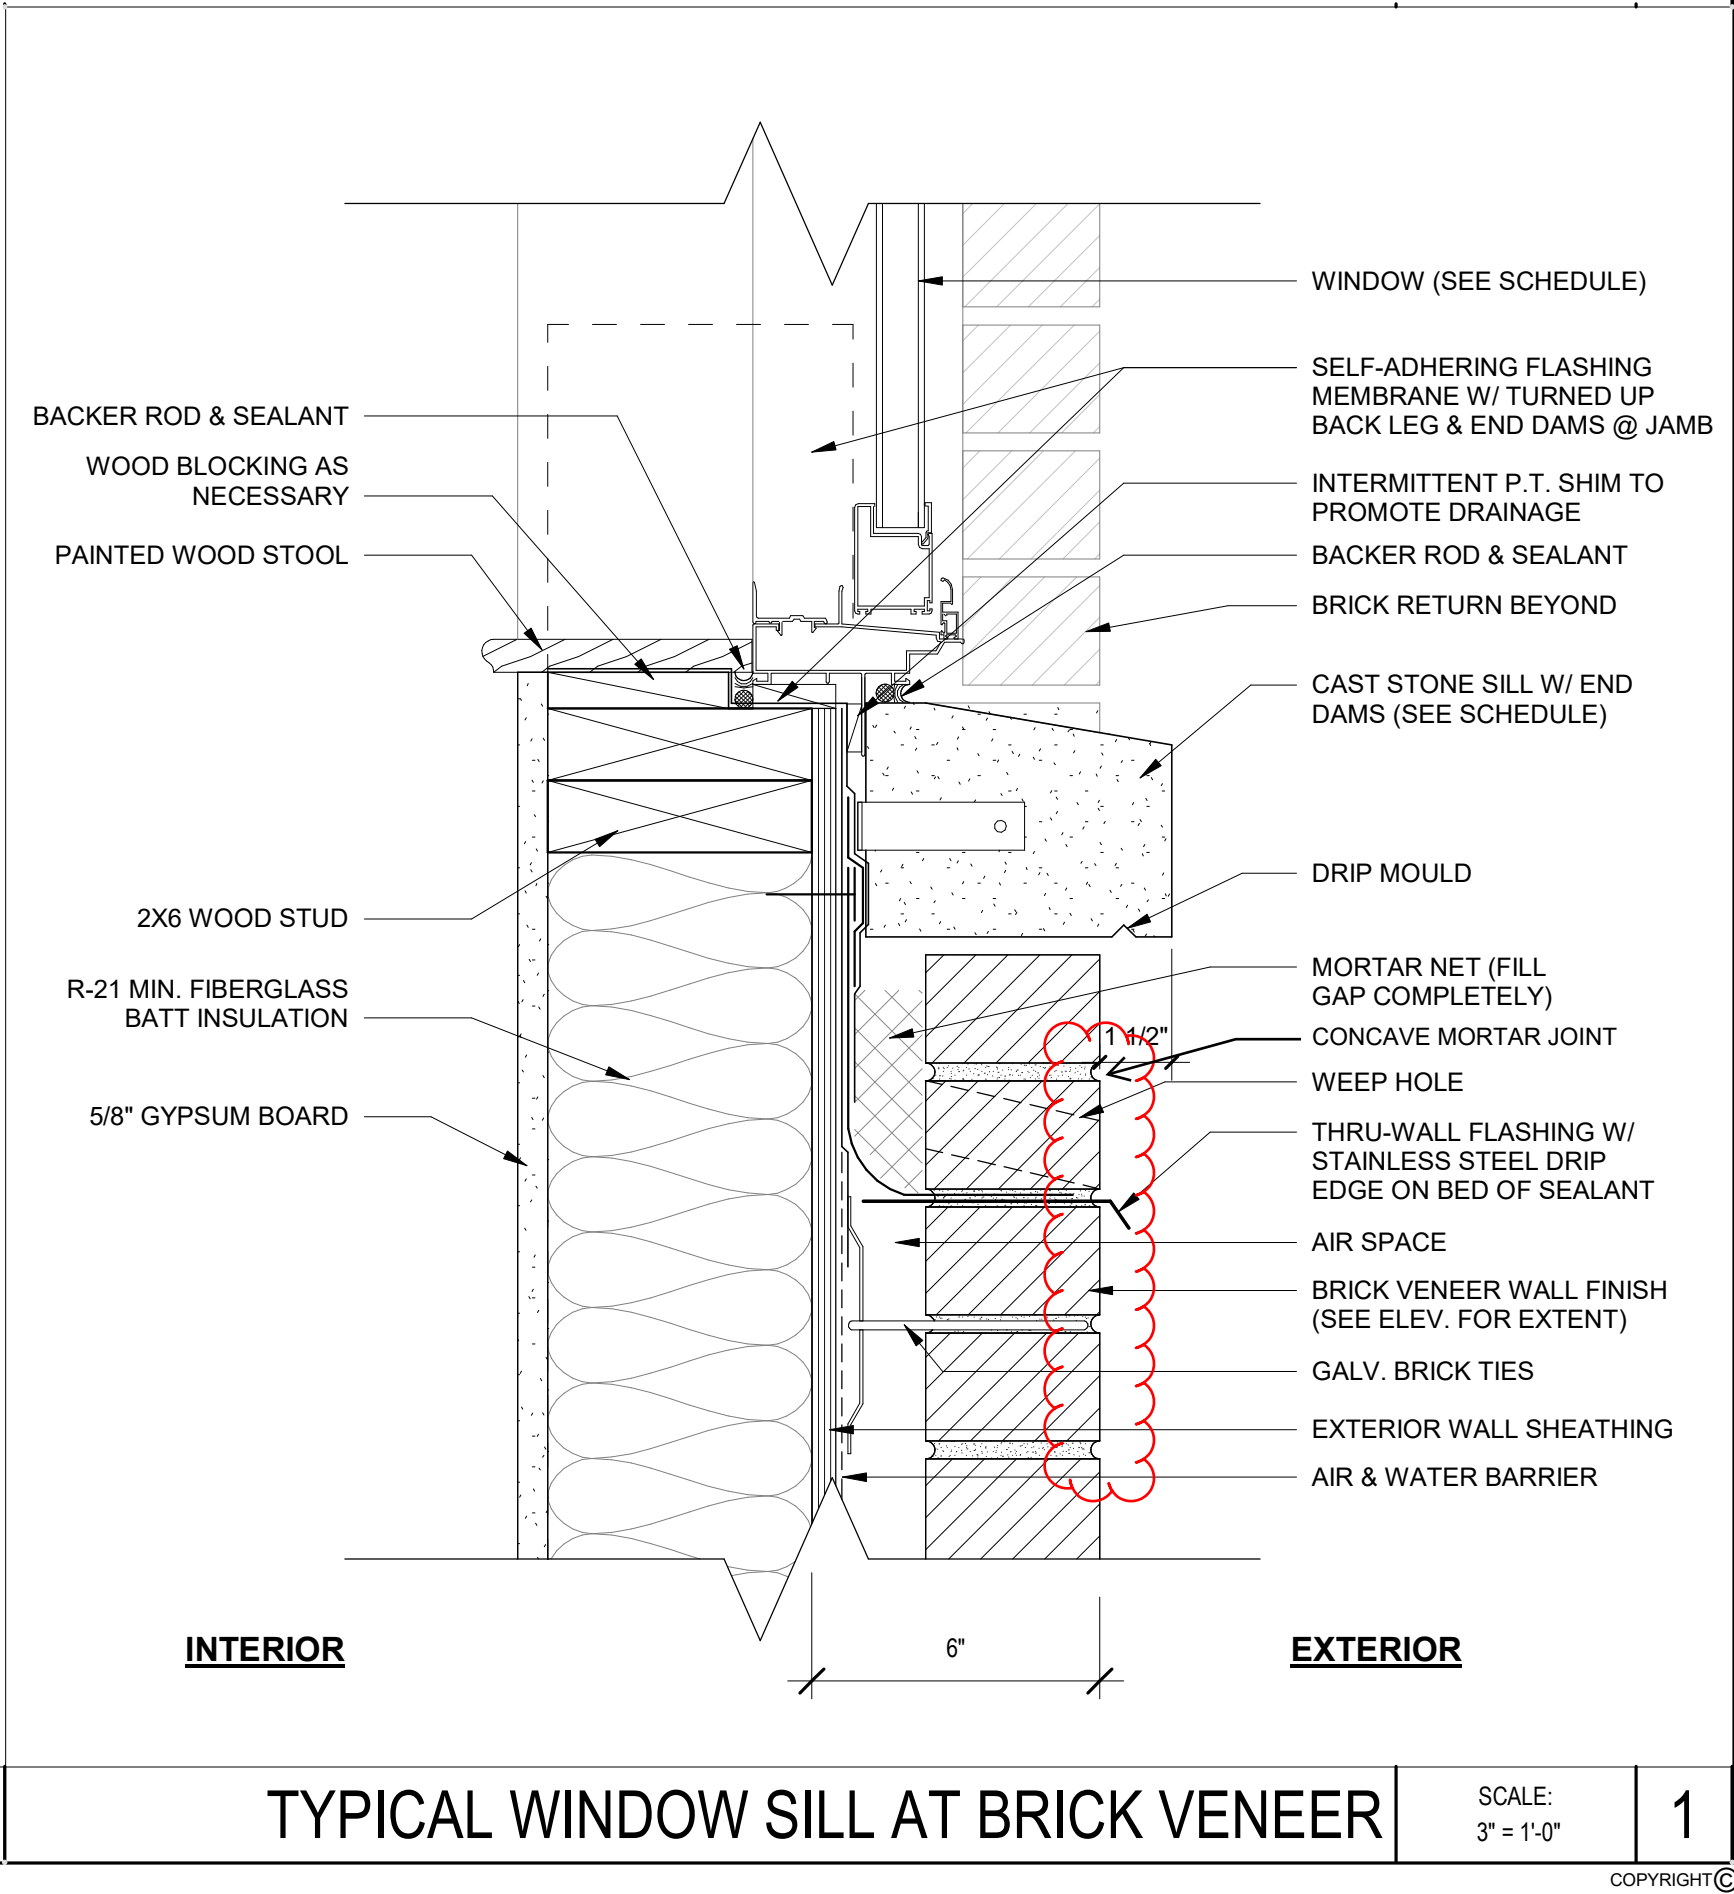 BACKER ROD & SEALANT
WOOD BLOCKING AS
NECESSARY
PAINTED WOOD STOOL
2X6 WOOD STUD
R-21 MIN. FIBERGLASS
BATT INSULATION
5/8" GYPSUM BOARD
WINDOW (SEE SCHEDULE)
SELF-ADHERING FLASHING
MEMBRANE W/ TURNED UP
BACK LEG & END DAMS @ JAMB
INTERMITTENT P.T. SHIM TO
PROMOTE DRAINAGE
BACKER ROD & SEALANT
BRICK RETURN BEYOND
CAST STONE SILL W/ END
DAMS (SEE SCHEDULE)
DRIP MOULD
MORTAR NET (FILL
GAP COMPLETELY)
1 1/2"
CONCAVE MORTAR JOINT
WEEP HOLE
THRU-WALL FLASHING W/
STAINLESS STEEL DRIP
EDGE ON BED OF SEALANT
AIR SPACE
BRICK VENEER WALL FINISH
(SEE ELEV. FOR EXTENT)
GALV. BRICK TIES
EXTERIOR WALL SHEATHING
AIR & WATER BARRIER
INTERIOR
6"
EXTERIOR
TYPICAL WINDOW SILL AT BRICK VENEER
SCALE:
3" = 1'-0"
1
COPYRIGHT ©